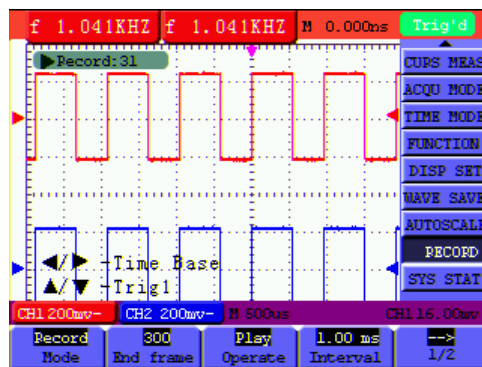 f 1.041KHZ f 1.041KHZ M 0.000ns Trig'd
Record:31
CURS MEAS
ACQU MODE
TIME MODE
FUNCTION
DISP SET
WAVE SAVE
AUTOSCALE
RECORD
SYS STAT
◀/▶ -Time Base
▲/▼ -Trig1
CH1 200mv- CH2 200mv- M 500us CH1 16.00mv
Record 300 Play 1.00 ms -->
Mode End frame Operate Interval 1/2